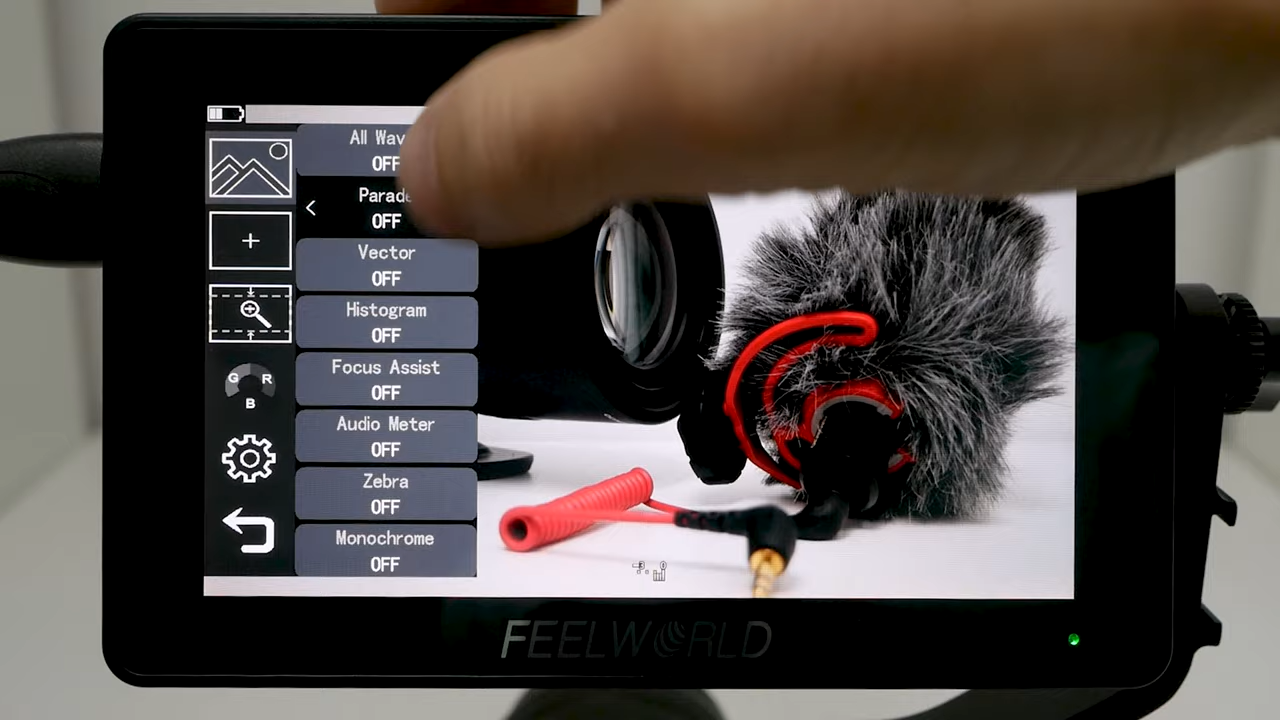 All Wav
OFF
Parade
OFF
Vector
OFF
Histogram
OFF
Focus Assist
OFF
Audio Meter
OFF
Zebra
OFF
Monochrome
OFF
G R
B
FEELWORLD